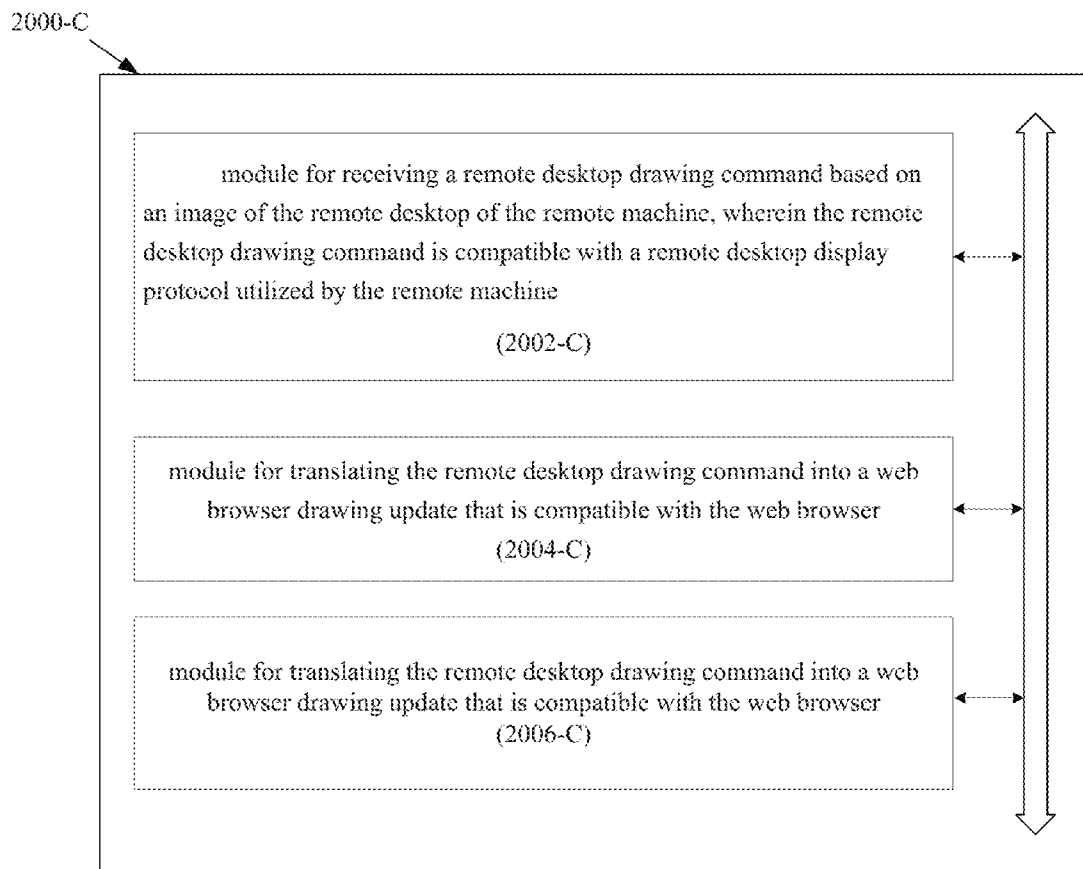 2000-C
module for receiving a remote desktop drawing command based on
an image of the remote desktop of the remote machine, wherein the remote
desktop drawing command is compatible with a remote desktop display
protocol utilized by the remote machine
(2002-C)
module for translating the remote desktop drawing command into a web
browser drawing update that is compatible with the web browser
(2004-C)
module for translating the remote desktop drawing command into a web
browser drawing update that is compatible with the web browser
(2006-C)